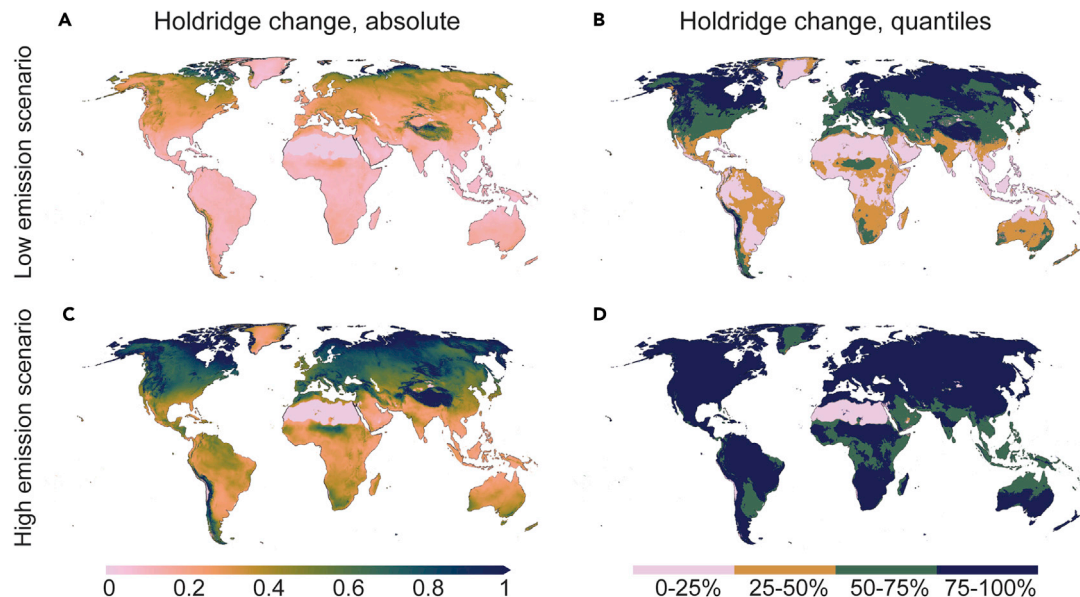 A
Holdridge change, absolute
B
Holdridge change, quantiles
Low emission scenario
C
D
High emission scenario
0 0.2 0.4 0.6 0.8 1
0-25% 25-50% 50-75% 75-100%